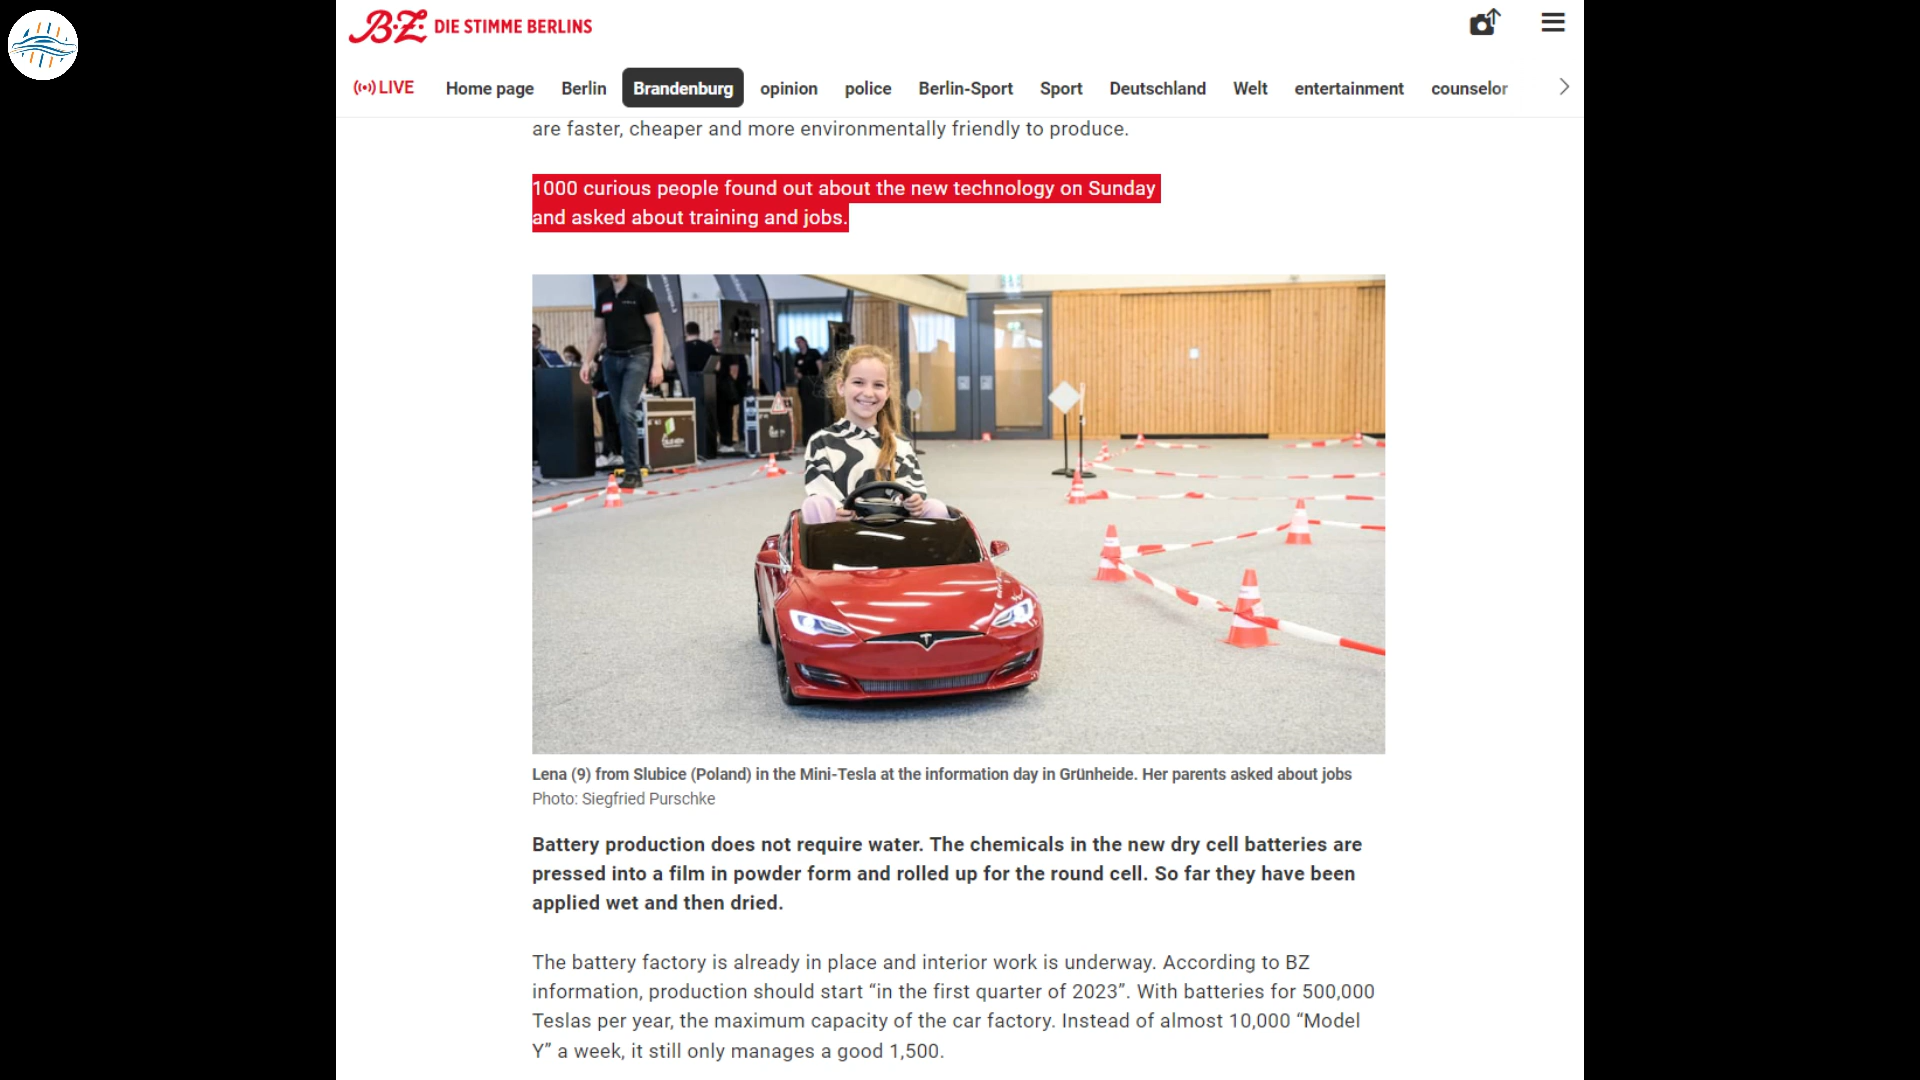 B.Z. DIE STIMME BERLINS
LIVE Home page Berlin Brandenburg opinion police Berlin-Sport Sport Deutschland Welt entertainment counselor
are faster, cheaper and more environmentally friendly to produce.
1000 curious people found out about the new technology on Sunday
and asked about training and jobs.
Lena (9) from Slubice (Poland) in the Mini-Tesla at the information day in Grünheide. Her parents asked about jobs
Photo: Siegfried Purschke
Battery production does not require water. The chemicals in the new dry cell batteries are
pressed into a film in powder form and rolled up for the round cell. So far they have been
applied wet and then dried.
The battery factory is already in place and interior work is underway. According to BZ
information, production should start “in the first quarter of 2023”. With batteries for 500,000
Teslas per year, the maximum capacity of the car factory. Instead of almost 10,000 “Model
Y” a week, it still only manages a good 1,500.